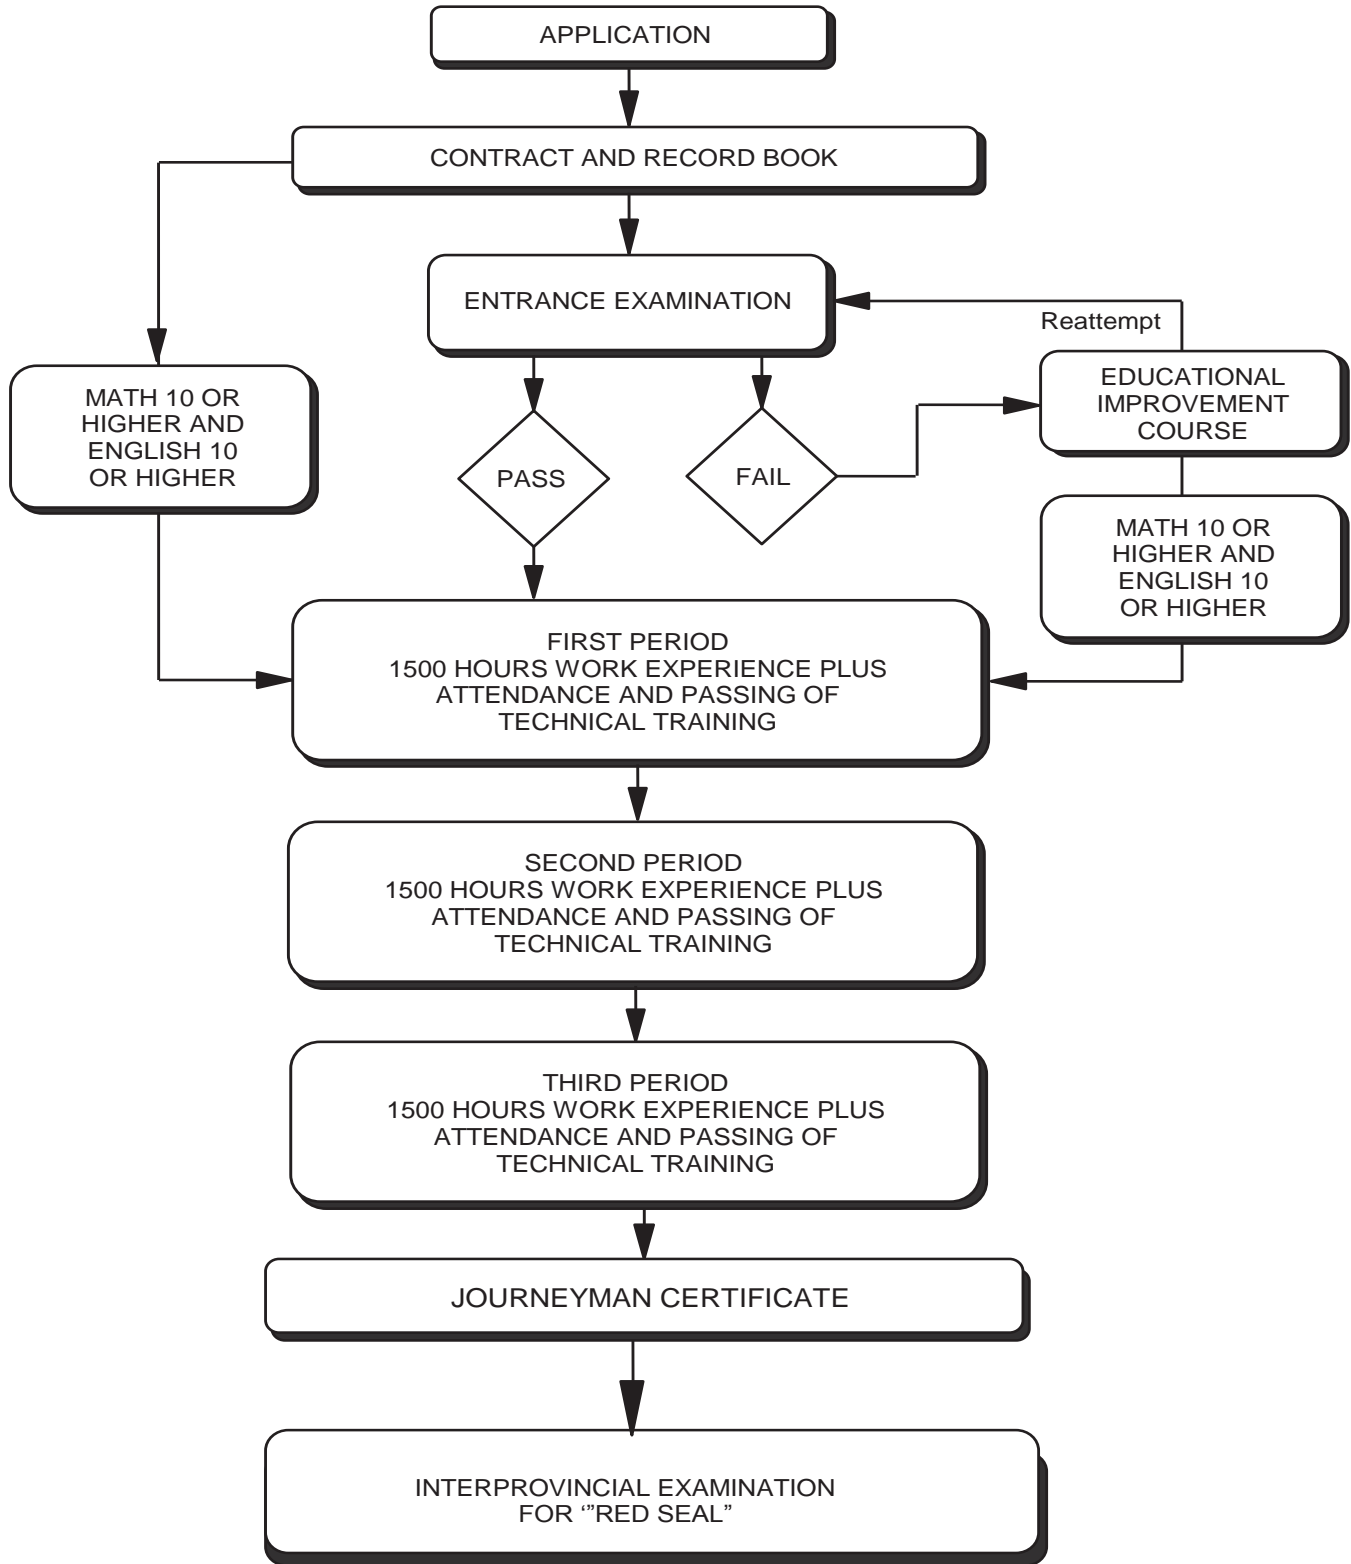 APPLICATION
CONTRACT AND RECORD BOOK
ENTRANCE EXAMINATION
Reattempt
MATH 10 OR
HIGHER AND
ENGLISH 10
OR HIGHER
PASS
FAIL
EDUCATIONAL
IMPROVEMENT
COURSE
MATH 10 OR
HIGHER AND
ENGLISH 10
OR HIGHER
FIRST PERIOD
1500 HOURS WORK EXPERIENCE PLUS
ATTENDANCE AND PASSING OF
TECHNICAL TRAINING
SECOND PERIOD
1500 HOURS WORK EXPERIENCE PLUS
ATTENDANCE AND PASSING OF
TECHNICAL TRAINING
THIRD PERIOD
1500 HOURS WORK EXPERIENCE PLUS
ATTENDANCE AND PASSING OF
TECHNICAL TRAINING
JOURNEYMAN CERTIFICATE
INTERPROVINCIAL EXAMINATION
FOR ‘”RED SEAL”